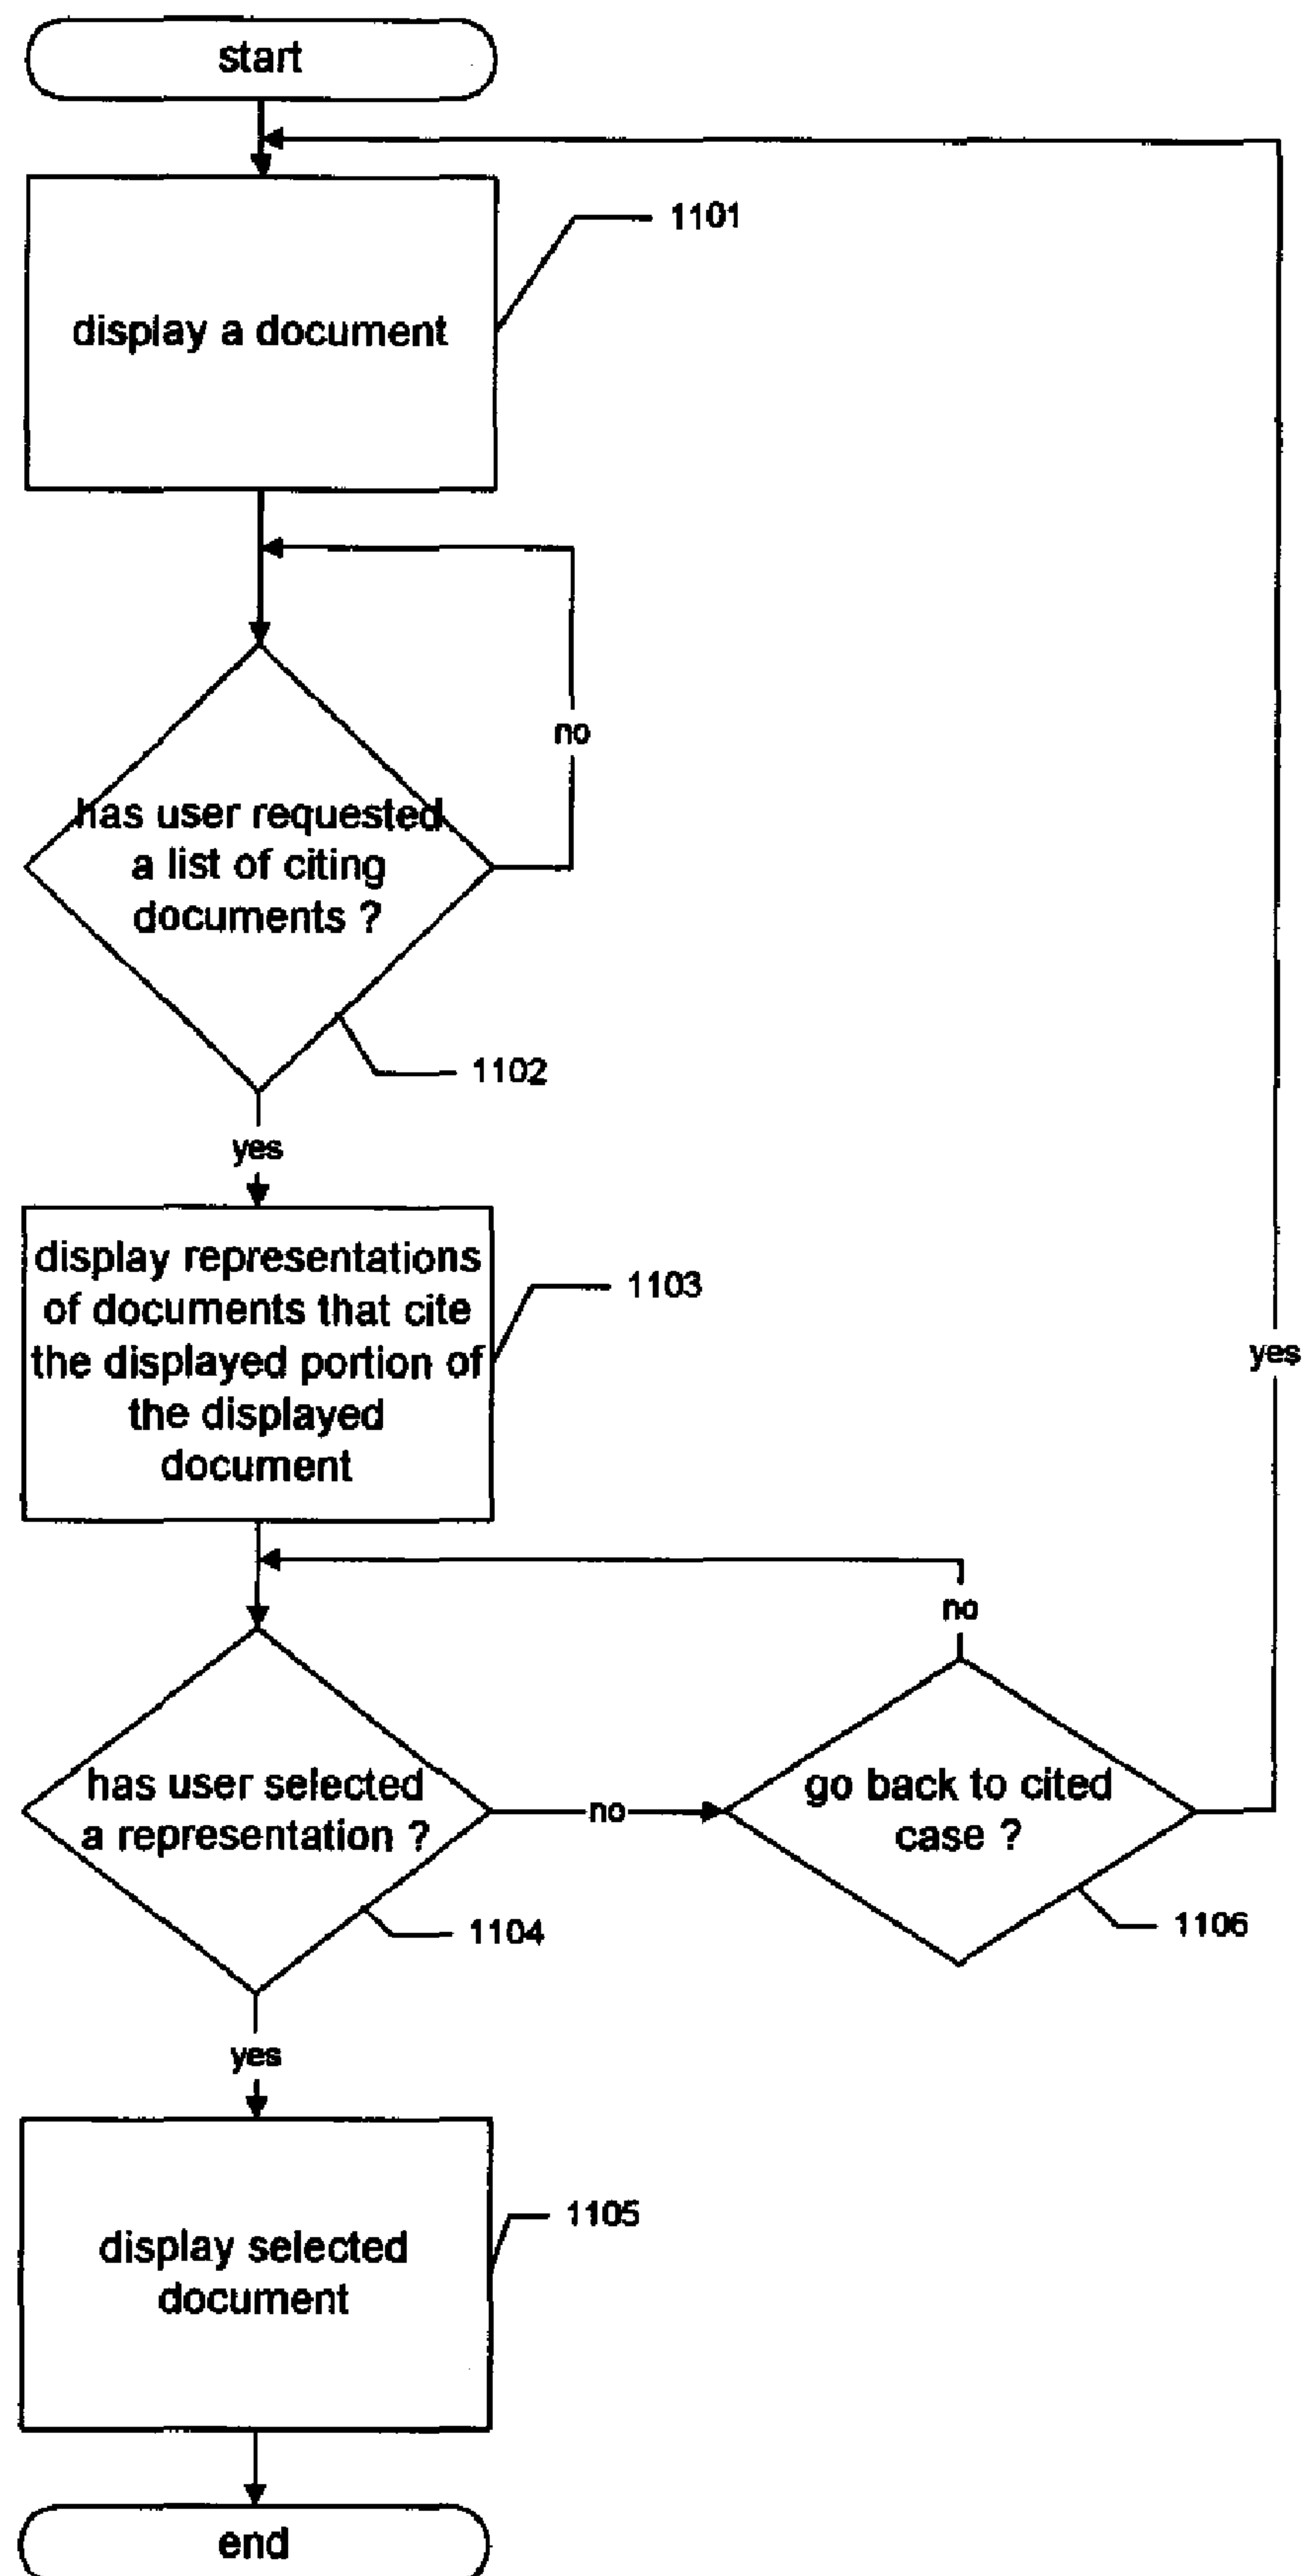 start
1101
display a document
no
has user requested
a list of citing
documents ?
1102
yes
display representations
of documents that cite
the displayed portion of
the displayed
document
1103
yes
no
has user selected
a representation ?
no
go back to cited
case ?
1104
1106
yes
display selected
document
1105
end